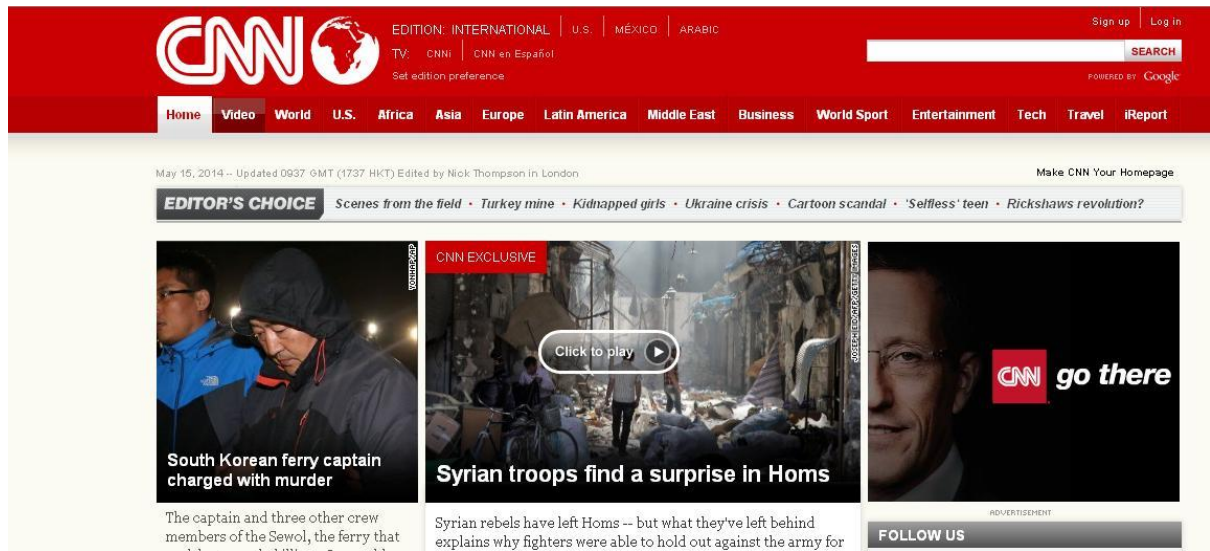 CNN
EDITION: INTERNATIONAL U.S. MÉXICO ARABIC
TV: CNNi CNN en Español
Set edition preference
Sign up Log in
SEARCH
POWERED BY Google
Home Video World U.S. Africa Asia Europe Latin America Middle East Business World Sport Entertainment Tech Travel iReport
May 15, 2014 -- Updated 0937 GMT (1737 HKT) Edited by Nick Thompson in London
Make CNN Your Homepage
EDITOR'S CHOICE Scenes from the field • Turkey mine • Kidnapped girls • Ukraine crisis • Cartoon scandal • 'Selfless' teen • Rickshaws revolution?
YONHAP/AP
South Korean ferry captain
charged with murder
The captain and three other crew
members of the Sewol, the ferry that
CNN EXCLUSIVE
JOSEPH EID/AFP/GETTY IMAGES
Click to play
Syrian troops find a surprise in Homs
Syrian rebels have left Homs -- but what they've left behind
explains why fighters were able to hold out against the army for
CNN go there
ADVERTISEMENT
FOLLOW US